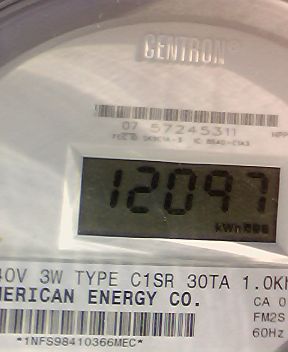 CENTRON®
07 57245311
12097
kWh
40V 3W TYPE C1SR 30TA 1.0Kh
MERICAN ENERGY CO.
CA 0
FM2S
60Hz
*1NFS98410366MEC*